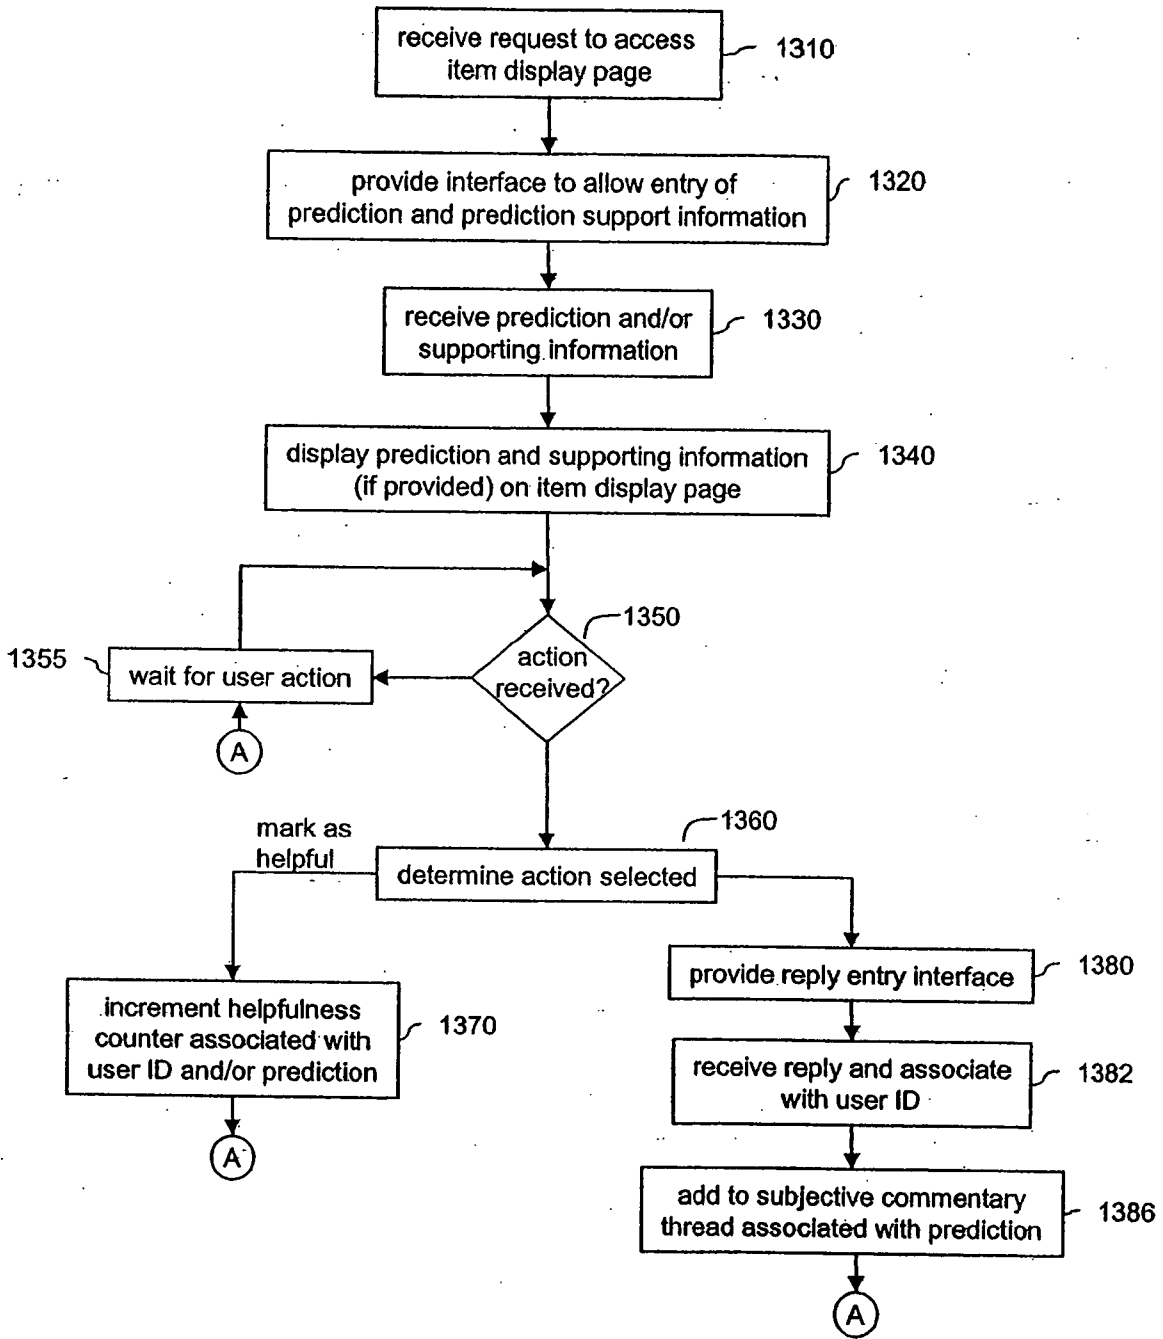 receive request to access
item display page
1310
provide interface to allow entry of
prediction and prediction support information
1320
receive prediction and/or
supporting information
1330
display prediction and supporting information
(if provided) on item display page
1340
1350
action
received?
1355
wait for user action
A
1360
mark as
helpful
determine action selected
provide reply entry interface
1380
increment helpfulness
counter associated with
user ID and/or prediction
1370
receive reply and associate
with user ID
1382
A
add to subjective commentary
thread associated with prediction
1386
A